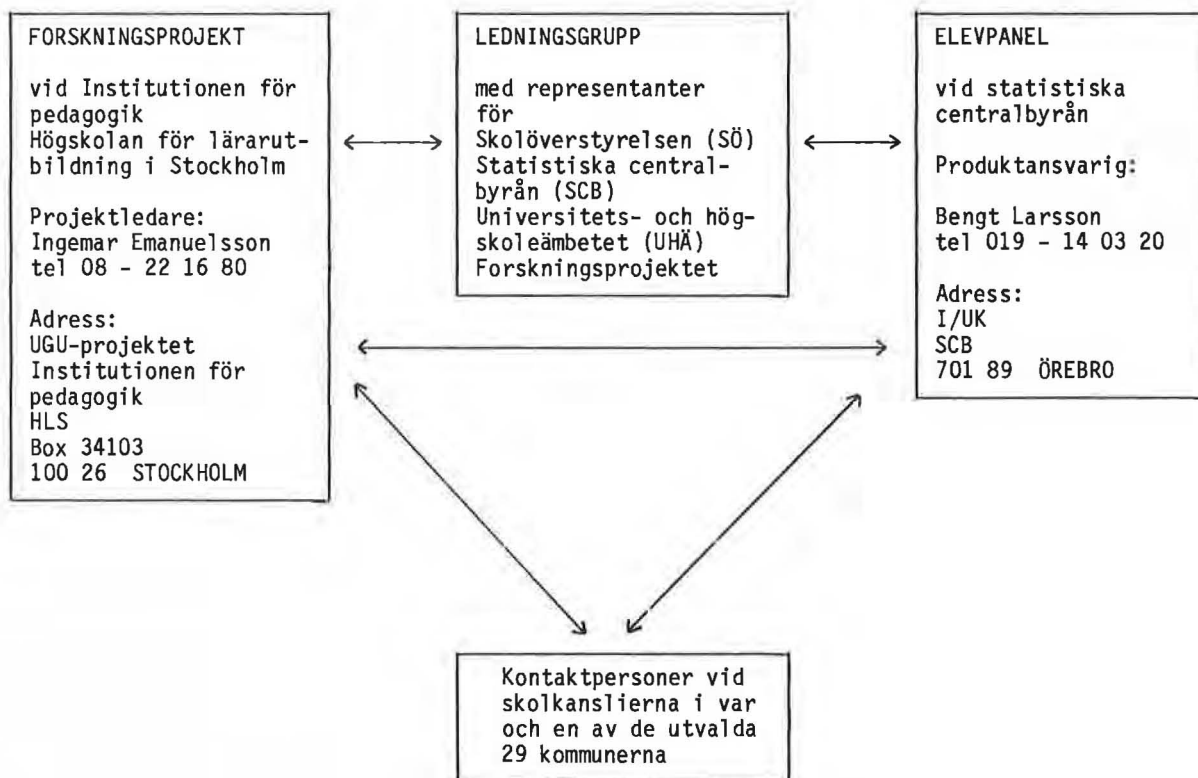 FORSKNINGSPROJEKT
vid Institutionen för
pedagogik
Högskolan för lärarut-
bildning i Stockholm
Projektledare:
Ingemar Emanuelsson
tel 08 - 22 16 80
Adress:
UGU-projektet
Institutionen för
pedagogik
HLS
Box 34103
100 26 STOCKHOLM
LEDNINGSGRUPP
med representanter
för
Skolöverstyrelsen (SÖ)
Statistiska central-
byrån (SCB)
Universitets- och hög-
skoleämbetet (UHÄ)
Forskningsprojektet
ELEVPANEL
vid statistiska
centralbyrån
Produktansvarig:
Bengt Larsson
tel 019 - 14 03 20
Adress:
I/UK
SCB
701 89 ÖREBRO
Kontaktpersoner vid
skolkanslierna i var
och en av de utvalda
29 kommunerna